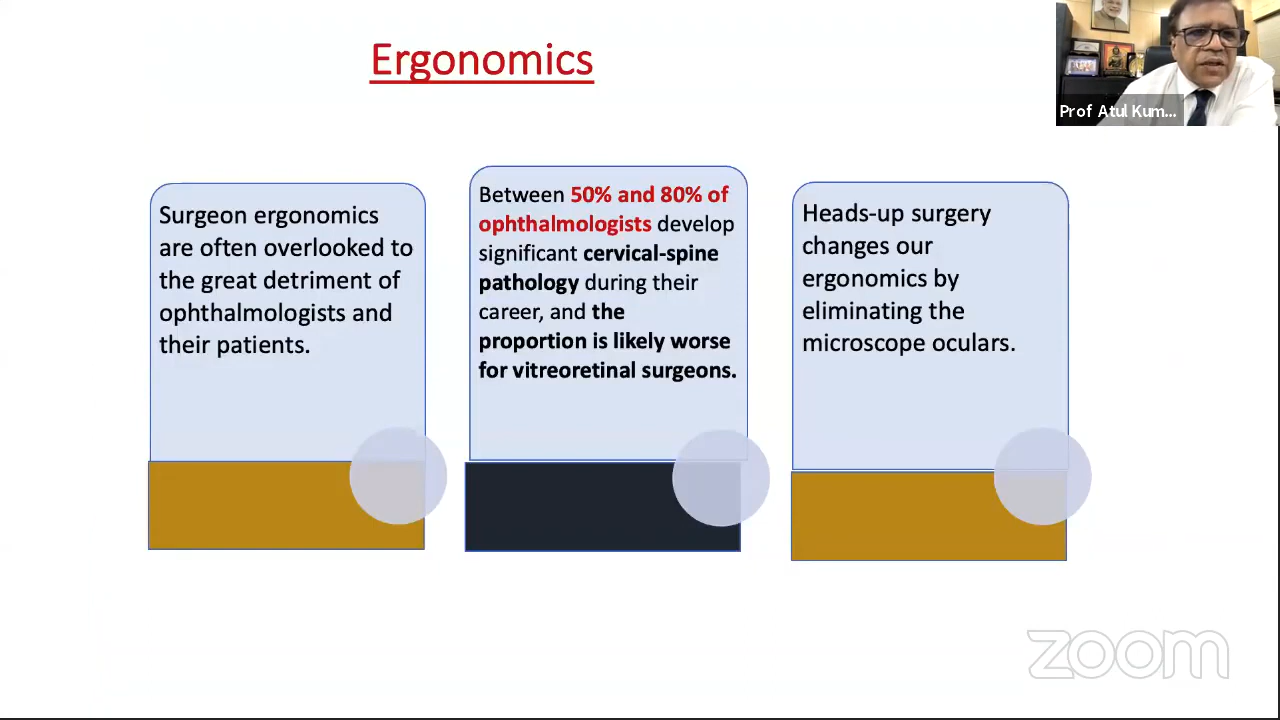 Ergonomics
Prof Atul Kum...
Surgeon ergonomics
are often overlooked to
the great detriment of
ophthalmologists and
their patients.
Between 50% and 80% of
ophthalmologists develop
significant cervical-spine
pathology during their
career, and the
proportion is likely worse
for vitreoretinal surgeons.
Heads-up surgery
changes our
ergonomics by
eliminating the
microscope oculars.
zoom